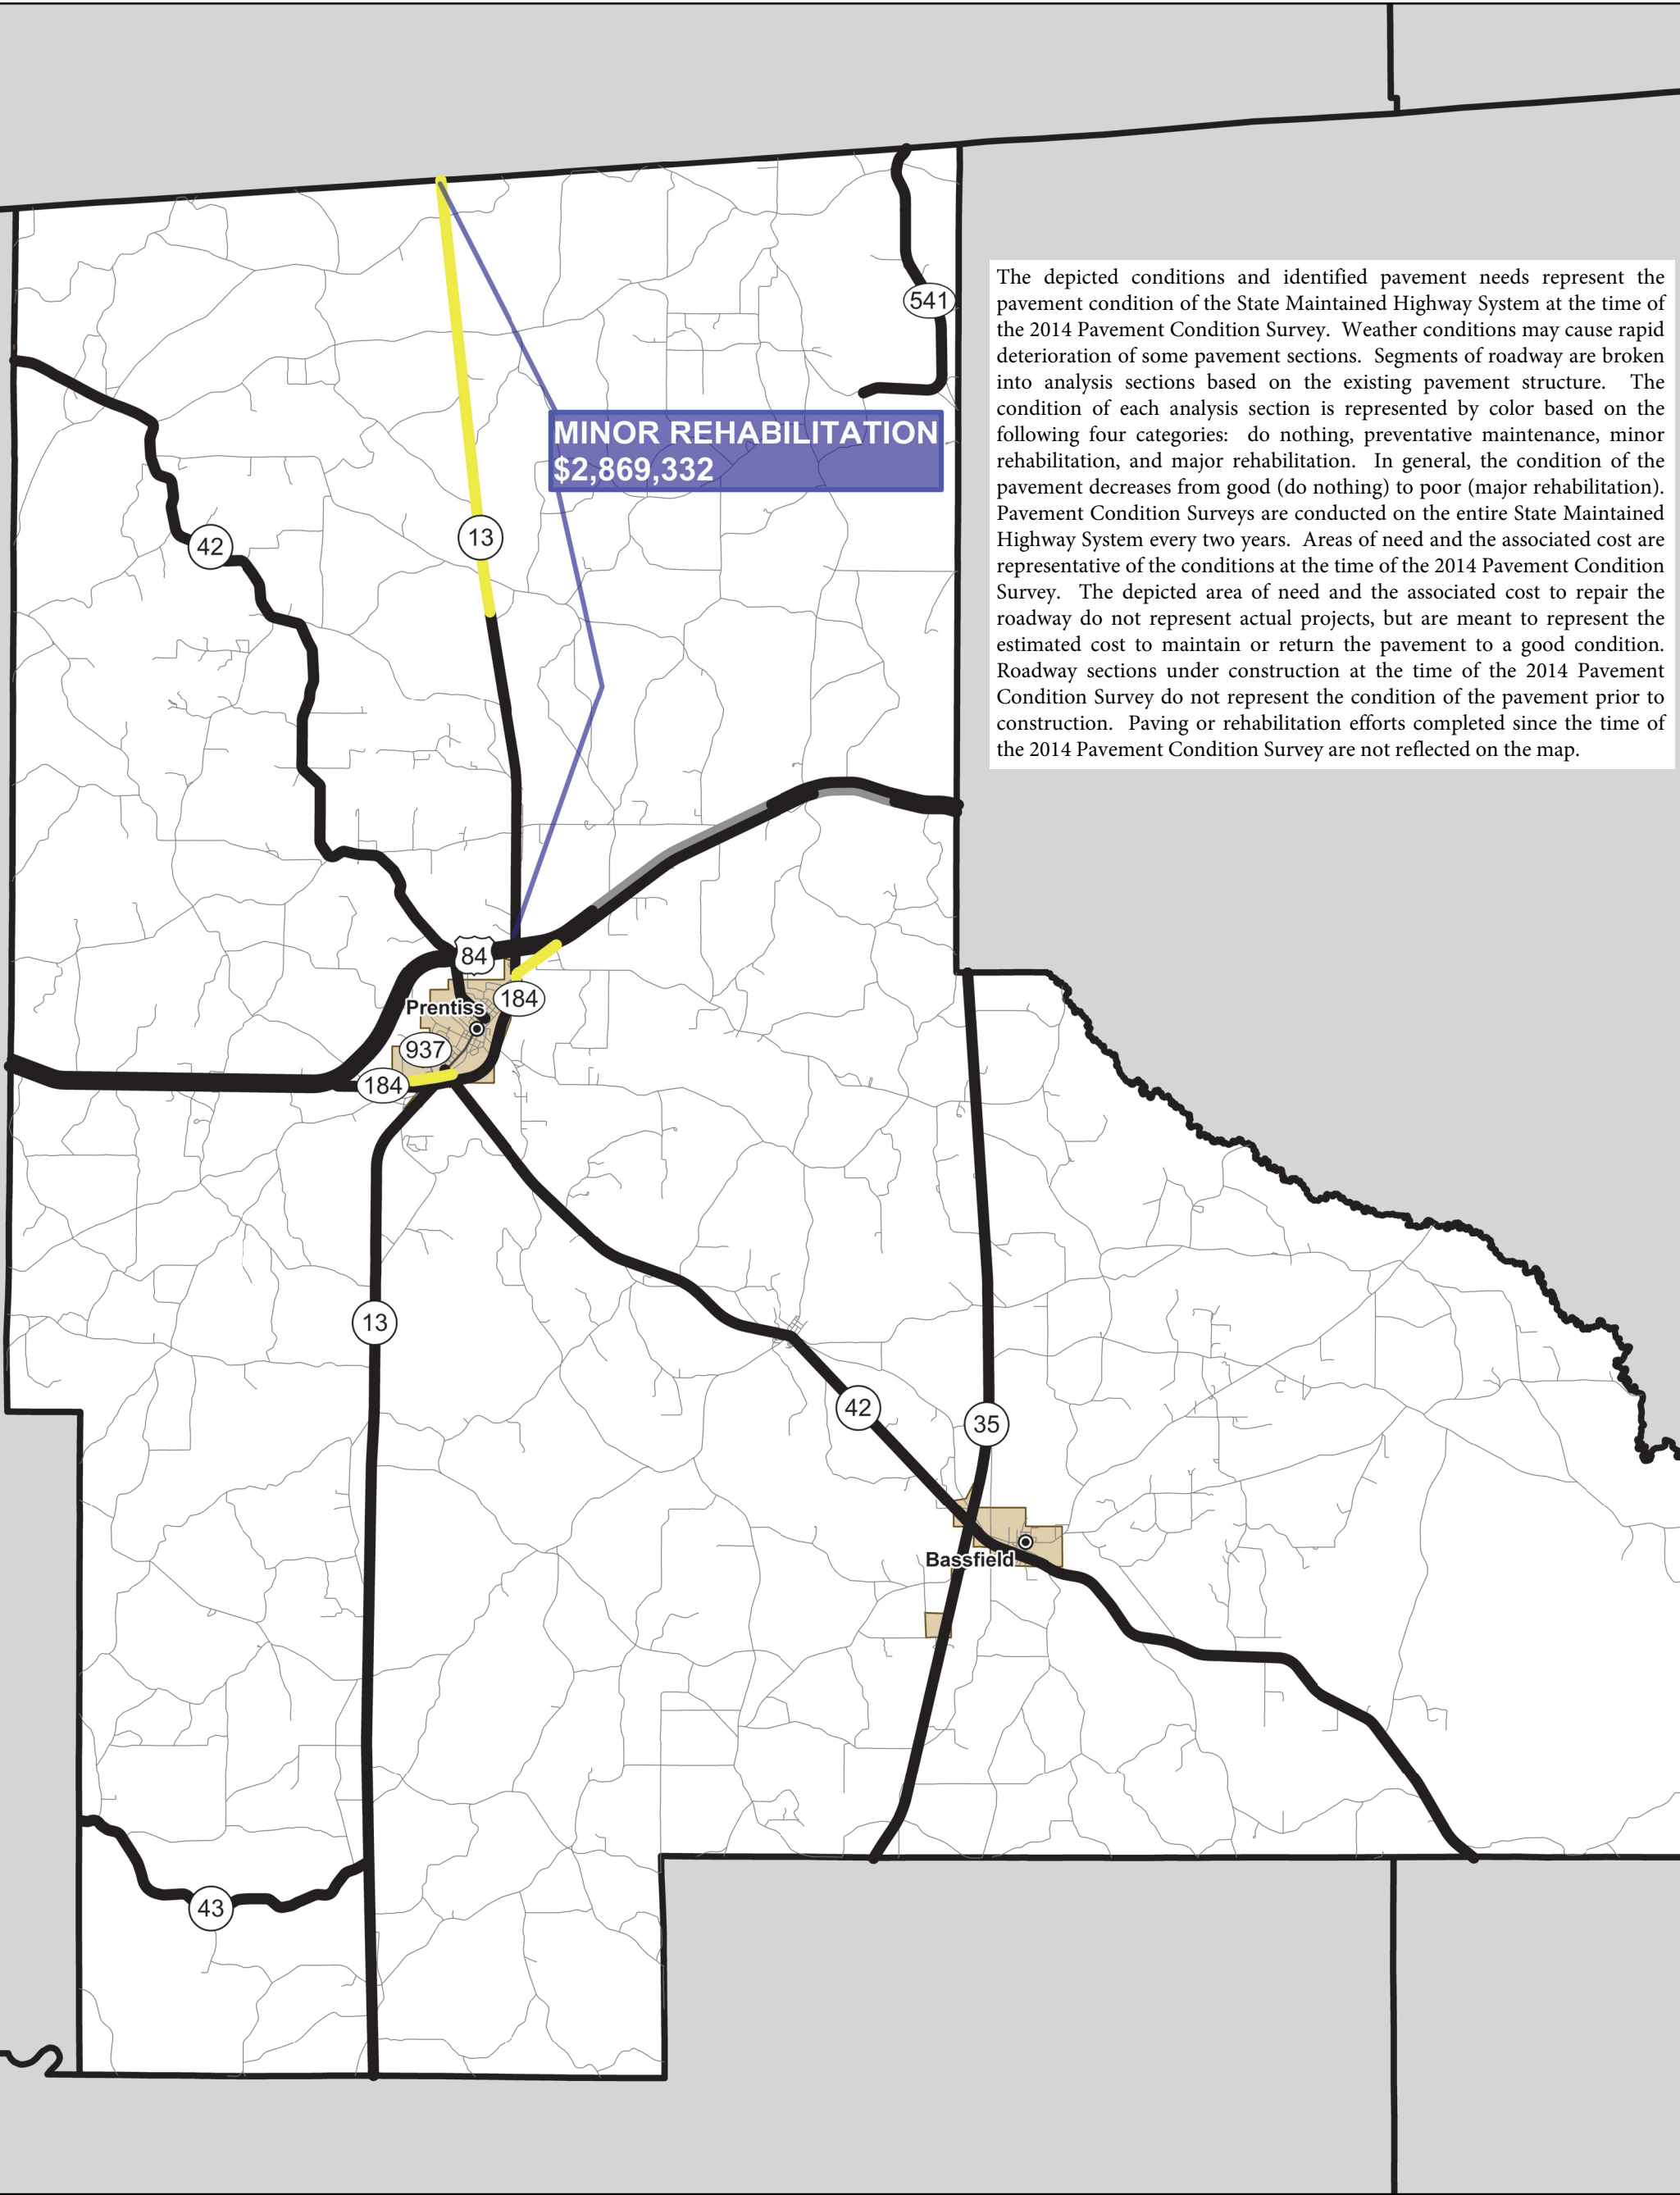 541
The depicted conditions and identified pavement needs represent the
pavement condition of the State Maintained Highway System at the time of
the 2014 Pavement Condition Survey. Weather conditions may cause rapid
deterioration of some pavement sections. Segments of roadway are broken
into analysis sections based on the existing pavement structure. The
condition of each analysis section is represented by color based on the
following four categories: do nothing, preventative maintenance, minor
rehabilitation, and major rehabilitation. In general, the condition of the
pavement decreases from good (do nothing) to poor (major rehabilitation).
Pavement Condition Surveys are conducted on the entire State Maintained
Highway System every two years. Areas of need and the associated cost are
representative of the conditions at the time of the 2014 Pavement Condition
Survey. The depicted area of need and the associated cost to repair the
roadway do not represent actual projects, but are meant to represent the
estimated cost to maintain or return the pavement to a good condition.
Roadway sections under construction at the time of the 2014 Pavement
Condition Survey do not represent the condition of the pavement prior to
construction. Paving or rehabilitation efforts completed since the time of
the 2014 Pavement Condition Survey are not reflected on the map.
MINOR REHABILITATION
$2,869,332
13
42
84
184
Prentiss
937
184
13
42
35
Bassfield
43